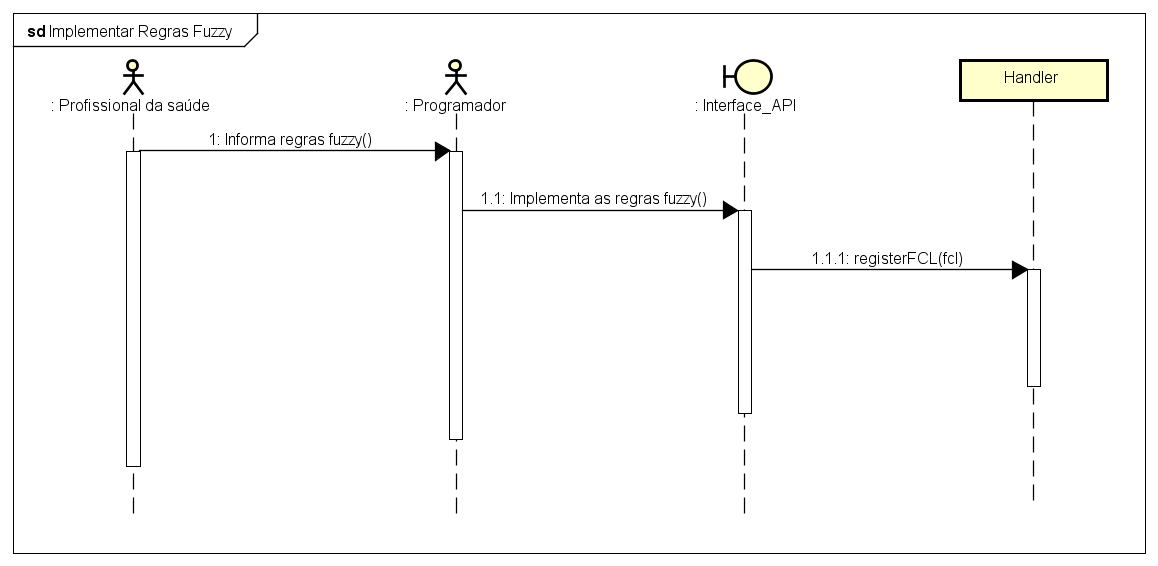 sd Implementar Regras Fuzzy
: Profissional da saúde
: Programador
: Interface_API
Handler
1: Informa regras fuzzy()
1.1: Implementa as regras fuzzy()
1.1.1: registerFCL(fcl)